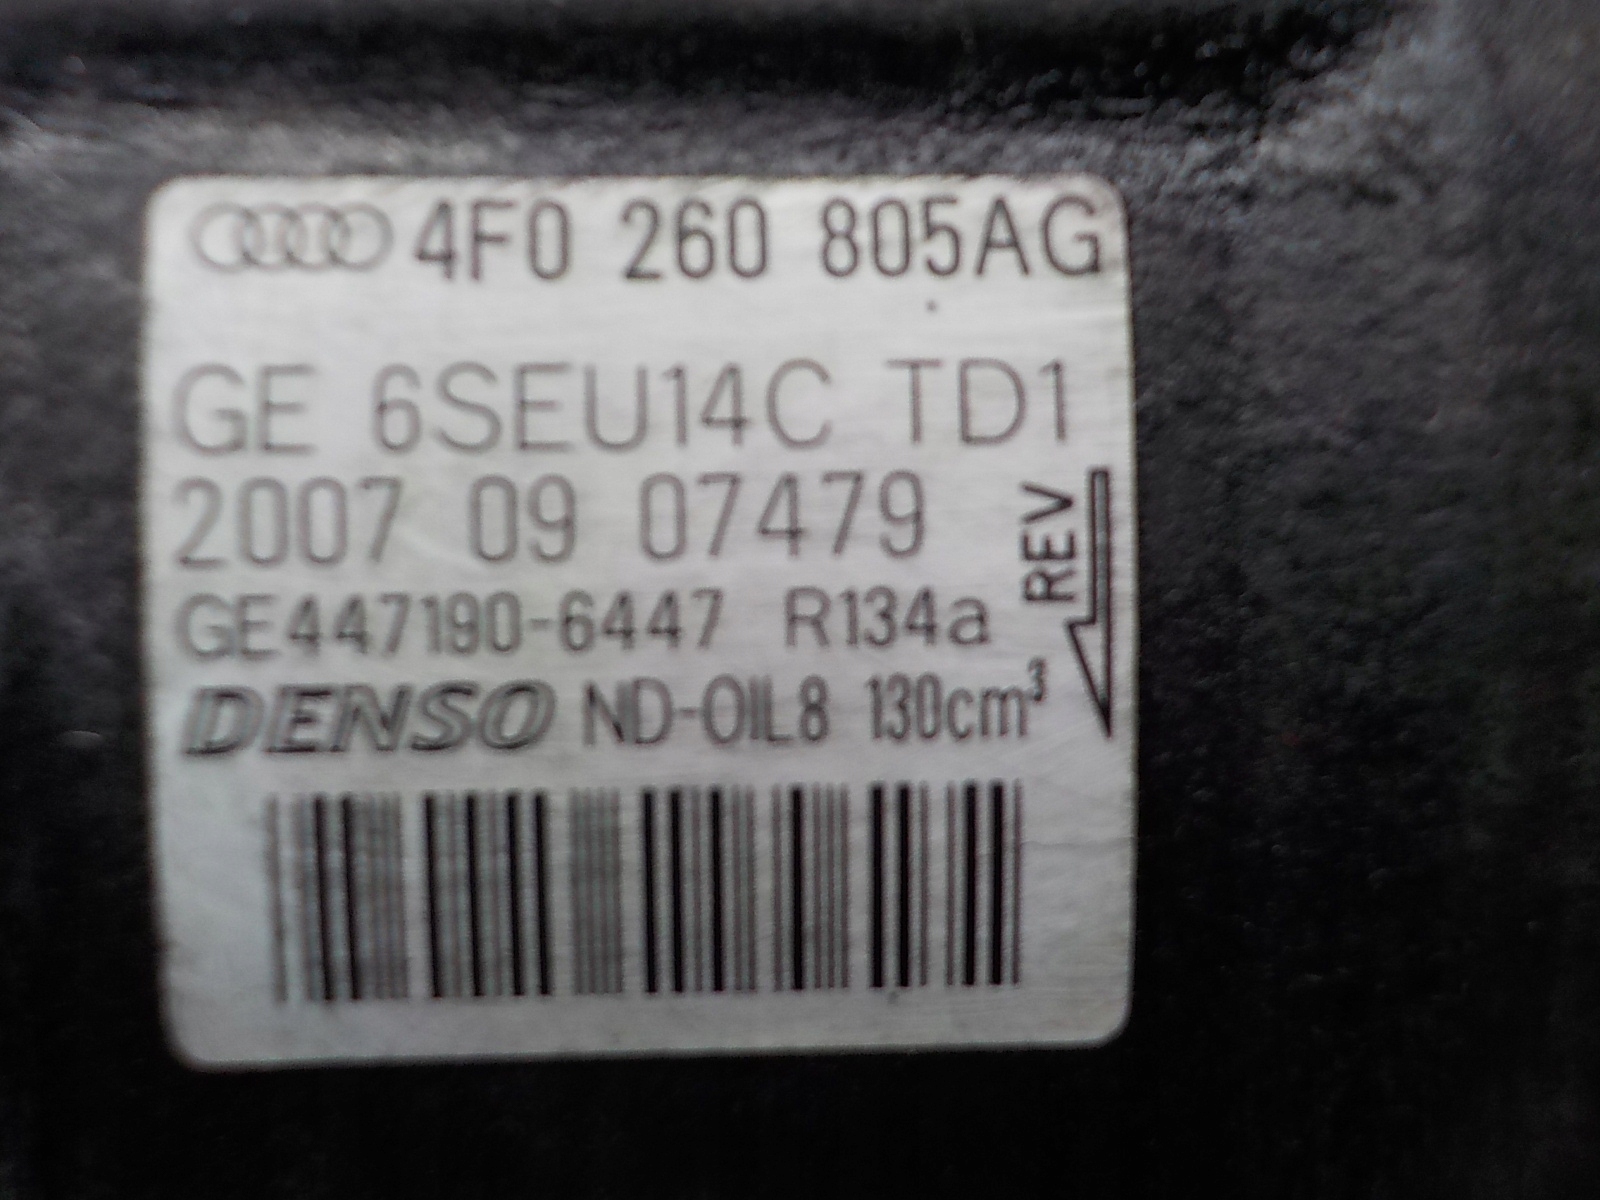 4F0 260 805AG
GE 6SEU14C TD1
2007 09 07479
GE447190-6447 R134a
REV
DENSO ND-OIL8 130cm³